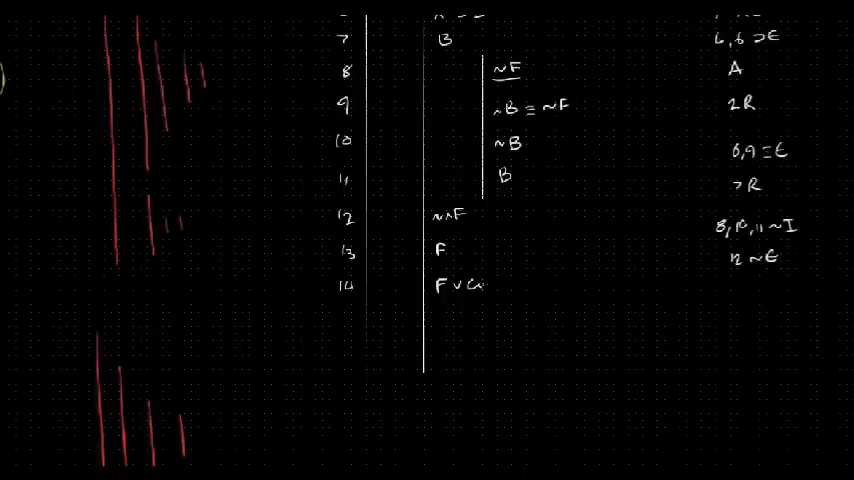 7 B 6,6 ⊃E
8 ~F A
9 ~B ≡ ~F 2R
10 ~B 8,9 ≡E
11 B 7R
12 ~~F 8,10,11 ~I
13 F 12 ~E
14 F ∨ G